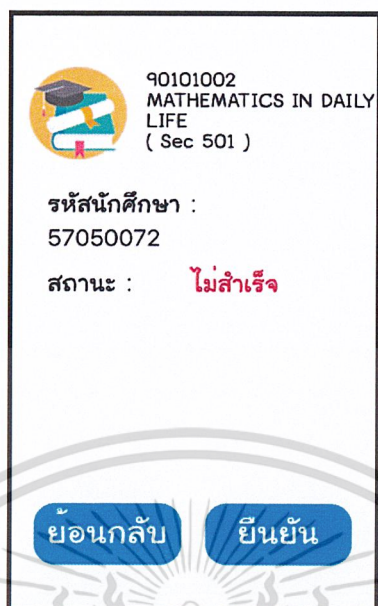 90101002
MATHEMATICS IN DAILY
LIFE
( Sec 501 )
รหัสนักศึกษา :
57050072
สถานะ : ไม่สำเร็จ
ย้อนกลับ ยืนยัน